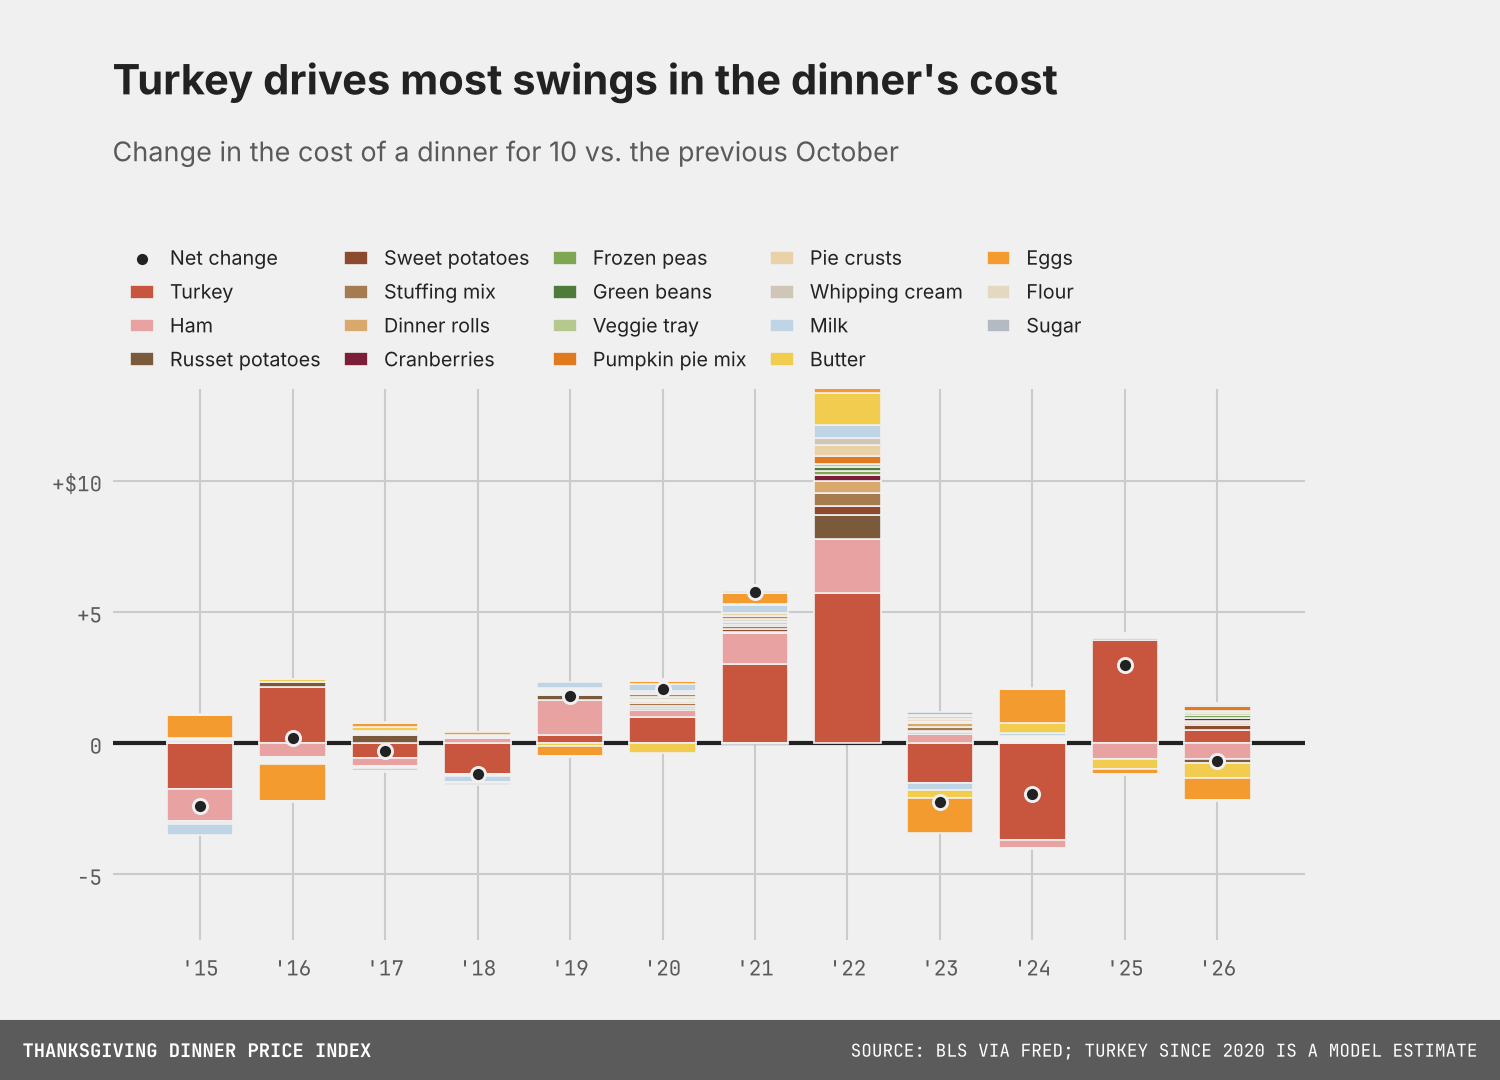 Turkey drives most swings in the dinner's cost
Change in the cost of a dinner for 10 vs. the previous October
Net change
Turkey
Ham
Russet potatoes
Sweet potatoes
Stuffing mix
Dinner rolls
Cranberries
Frozen peas
Green beans
Veggie tray
Pumpkin pie mix
Pie crusts
Whipping cream
Milk
Butter
Eggs
Flour
Sugar
+$10
+5
0
-5
'15 '16 '17 '18 '19 '20 '21 '22 '23 '24 '25 '26
THANKSGIVING DINNER PRICE INDEX
SOURCE: BLS VIA FRED; TURKEY SINCE 2020 IS A MODEL ESTIMATE